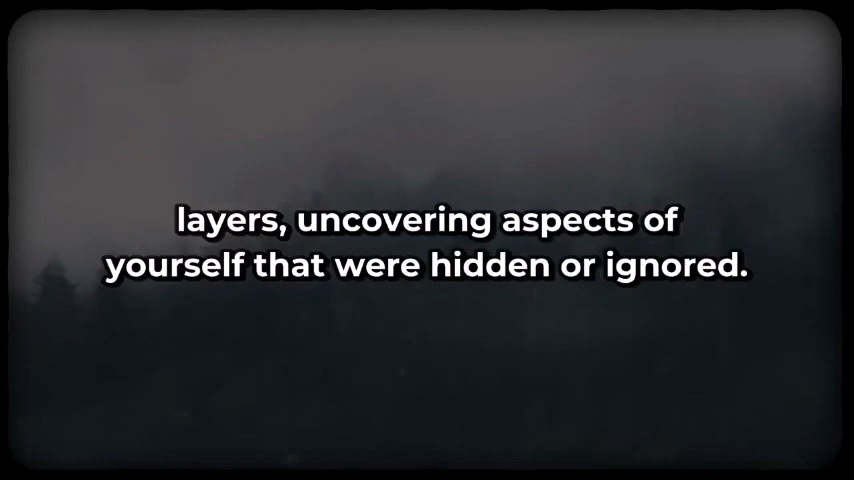 layers, uncovering aspects of
yourself that were hidden or ignored.